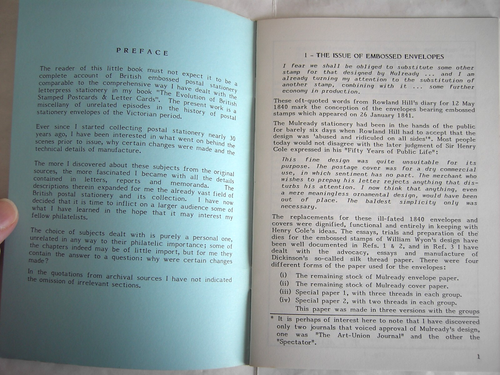 PREFACE
The reader of this little book must not expect it to be a
complete account of British embossed postal stationery
comparable to the comprehensive way I have dealt with the
letterpress stationery in my book "The Evolution of British
Stamped Postcards & Letter Cards". The present work is a
miscellany of unrelated episodes in the history of postal
stationery envelopes of the Victorian period.
Ever since I started collecting postal stationery nearly 30
years ago, I have been interested in what went on behind the
scenes prior to issue, why certain changes were made and the
technical details of manufacture.
The more I discovered about these subjects from the original
sources, the more fascinated I became with all the details
contained in letters, reports and memoranda. The
descriptions therein expanded for me the already vast field of
British postal stationery and its collection. I have now
decided that it is time to inflict on a larger audience some of
what I have learned in the hope that it may interest my
fellow philatelists.
The choice of subjects dealt with is purely a personal one,
unrelated in any way to their philatelic importance; some of
the chapters indeed may be of little import, but for me they
contain the answer to a question: why were certain changes
made?
In the quotations from archival sources I have not indicated
the omission of irrelevant sections.
1 - THE ISSUE OF EMBOSSED ENVELOPES
I fear we shall be obliged to substitute some other
stamp for that designed by Mulready ... and I am
already turning my attention to the substitution of
another stamp, combining with it ... some further
economy in production.
These oft-quoted words from Rowland Hill's diary for 12 May
1840 mark the conception of the envelopes bearing embossed
stamps which appeared on 26 January 1841.
The Mulready stationery had been in the hands of the public
for barely six days when Rowland Hill had to accept that the
design was "abused and ridiculed on all sides"*. Most people
today would not disagree with the later judgment of Sir Henry
Cole expressed in his "Fifty Years of Public Life":
This fine design was quite unsuitable for its
purpose. The postage cover was for a dry commercial
use, in which sentiment has no part. The merchant who
wishes to prepay his letter rejects anything that dis-
turbs his attention. I now think that anything, even
a mere meaningless ornamental design, would have been
out of place. The baldest simplicity only was
necessary.
The replacements for these ill-fated 1840 envelopes and
covers were dignified, functional and entirely in keeping with
Henry Cole's ideas. The essays, trials and preparation of the
dies for the embossed stamps of William Wyon's design have
been well documented in Refs. 1 & 2, and in Ref. 3 I have
dealt with the advocacy, essays and manufacture of
Dickinson's so-called silk thread paper. There were four
different forms of the paper used for the envelopes:
(i) The remaining stock of Mulready envelope paper.
(ii) The remaining stock of Mulready cover paper.
(iii) Special paper 1, with three threads in each group.
(iv) Special paper 2, with two threads in each group.
This paper was made in three versions with the groups
* It is perhaps of interest here to note that I have discovered
only two journals that voiced approval of Mulready's design,
one was "The Art-Union Journal" and the other the
"Spectator".
1